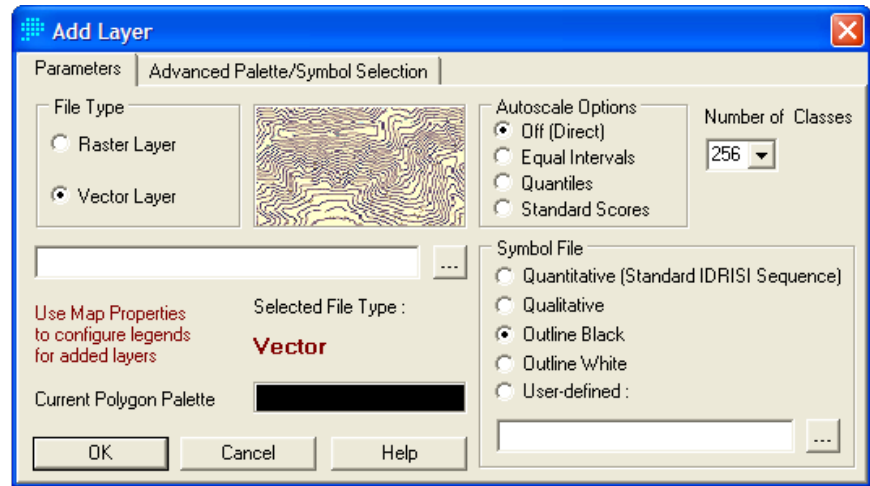 Add Layer
Parameters
Advanced Palette/Symbol Selection
File Type
Raster Layer
Vector Layer
Autoscale Options
Off (Direct)
Equal Intervals
Quantiles
Standard Scores
Number of Classes
256
...
Use Map Properties
to configure legends
for added layers
Selected File Type :
Vector
Current Polygon Palette
Symbol File
Quantitative (Standard IDRISI Sequence)
Qualitative
Outline Black
Outline White
User-defined :
...
OK
Cancel
Help